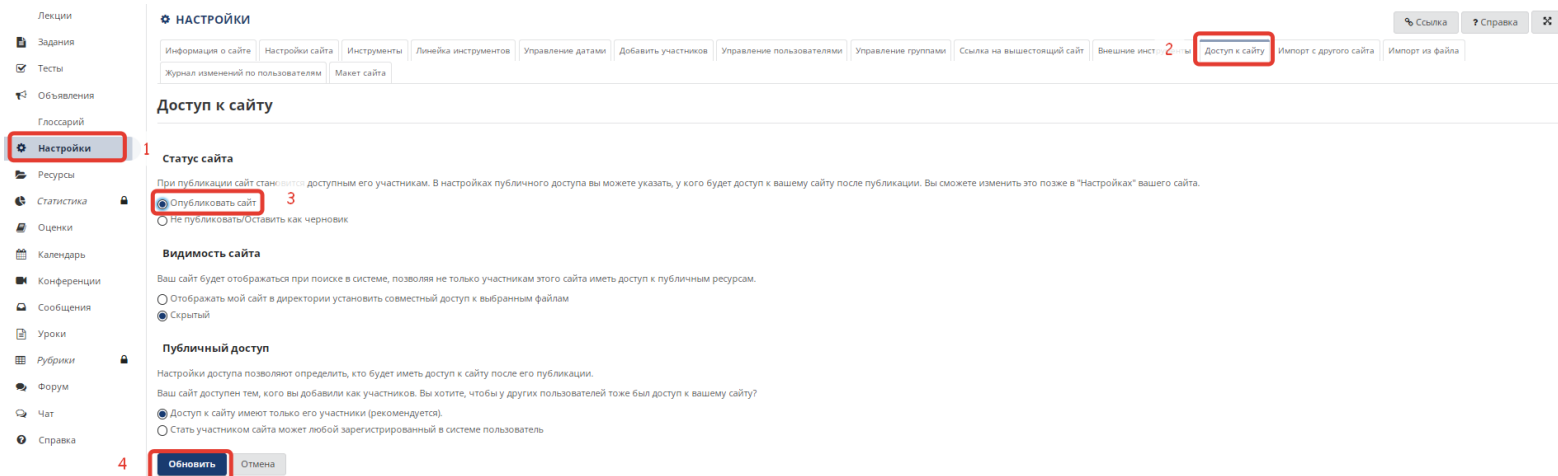 Лекции
Задания
Тесты
Объявления
Глоссарий
Настройки 1
Ресурсы
Статистика
Оценки
Календарь
Конференции
Сообщения
Уроки
Рубрики
Форум
Чат
Справка
4
НАСТРОЙКИ
Ссылка ? Справка
Информация о сайте Настройки сайта Инструменты Линейка инструментов Управление датами Добавить участников Управление пользователями Управление группами Ссылка на вышестоящий сайт Внешние 2 Доступ к сайту Импорт с другого сайта Импорт из файла
Журнал изменений по пользователям Макет сайта
Доступ к сайту
Статус сайта
При публикации сайт становится доступным его участникам. В настройках публичного доступа вы можете указать, у кого будет доступ к вашему сайту после публикации. Вы сможете изменить это позже в "Настройках" вашего сайта.
Опубликовать сайт 3
Не публиковать/Оставить как черновик
Видимость сайта
Ваш сайт будет отображаться при поиске в системе, позволяя не только участникам этого сайта иметь доступ к публичным ресурсам.
Отображать мой сайт в директории установить совместный доступ к выбранным файлам
Скрытый
Публичный доступ
Настройки доступа позволяют определить, кто будет иметь доступ к сайту после его публикации.
Ваш сайт доступен тем, кого вы добавили как участников. Вы хотите, чтобы у других пользователей тоже был доступ к вашему сайту?
Доступ к сайту имеют только его участники (рекомендуется).
Стать участником сайта может любой зарегистрированный в системе пользователь
Обновить Отмена